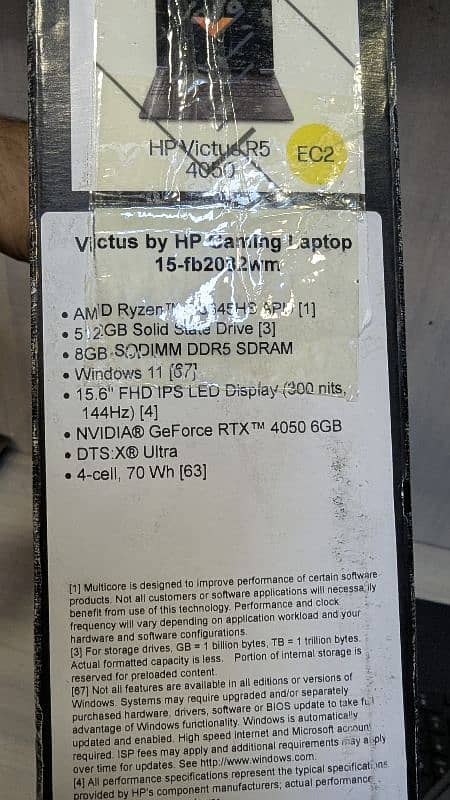 HP Victus R5
4050
EC2
Victus by HP Gaming Laptop
15-fb2082wm
• AMD Ryzen™ 8645HS APU [1]
• 512GB Solid State Drive [3]
• 8GB SODIMM DDR5 SDRAM
• Windows 11 [67]
• 15.6" FHD IPS LED Display (300 nits,
144Hz) [4]
• NVIDIA® GeForce RTX™ 4050 6GB
• DTS:X® Ultra
• 4-cell, 70 Wh [63]
[1] Multicore is designed to improve performance of certain software
products. Not all customers or software applications will necessarily
benefit from use of this technology. Performance and clock
frequency will vary depending on application workload and your
hardware and software configurations.
[3] For storage drives, GB = 1 billion bytes, TB = 1 trillion bytes.
Actual formatted capacity is less. Portion of internal storage is
reserved for preloaded content.
[67] Not all features are available in all editions or versions of
Windows. Systems may require upgraded and/or separately
purchased hardware, drivers, software or BIOS update to take full
advantage of Windows functionality. Windows is automatically
updated and enabled. High speed internet and Microsoft account
required. ISP fees may apply and additional requirements may apply
over time for updates. See http://www.windows.com.
[4] All performance specifications represent the typical specifications
provided by HP's component manufacturers; actual performance